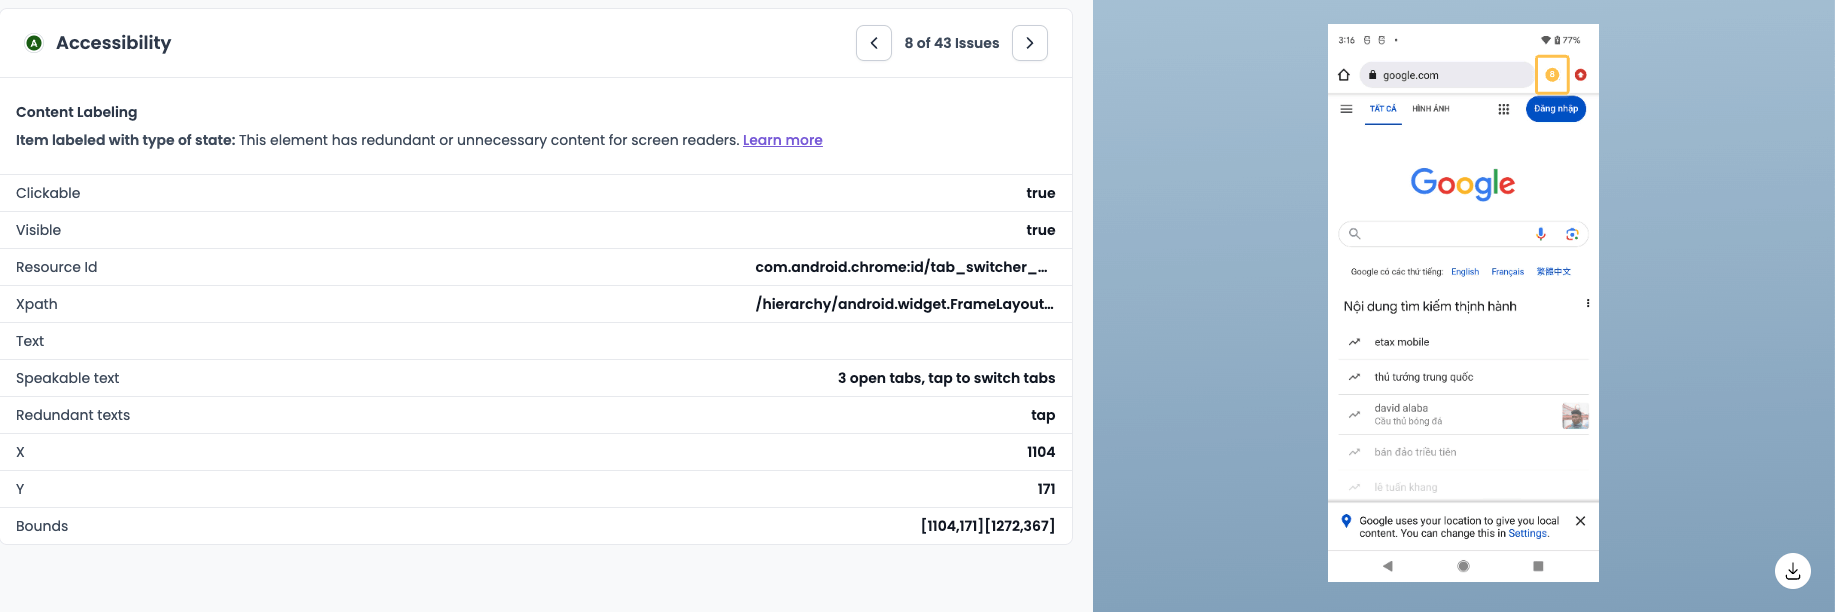 A Accessibility
8 of 43 Issues
Content Labeling
Item labeled with type of state: This element has redundant or unnecessary content for screen readers. Learn more
Clickable true
Visible true
Resource Id com.android.chrome:id/tab_switcher_...
Xpath /hierarchy/android.widget.FrameLayout...
Text
Speakable text 3 open tabs, tap to switch tabs
Redundant texts tap
X 1104
Y 171
Bounds [1104,171][1272,367]
3:16 77%
google.com 8
TẤT CẢ HÌNH ẢNH Đăng nhập
Google
Google có các thứ tiếng: English Français 繁體中文
Nội dung tìm kiếm thịnh hành
etax mobile
thủ tướng trung quốc
david alaba
Cầu thủ bóng đá
bán đảo triều tiên
lê tuấn khang
Google uses your location to give you local
content. You can change this in Settings.